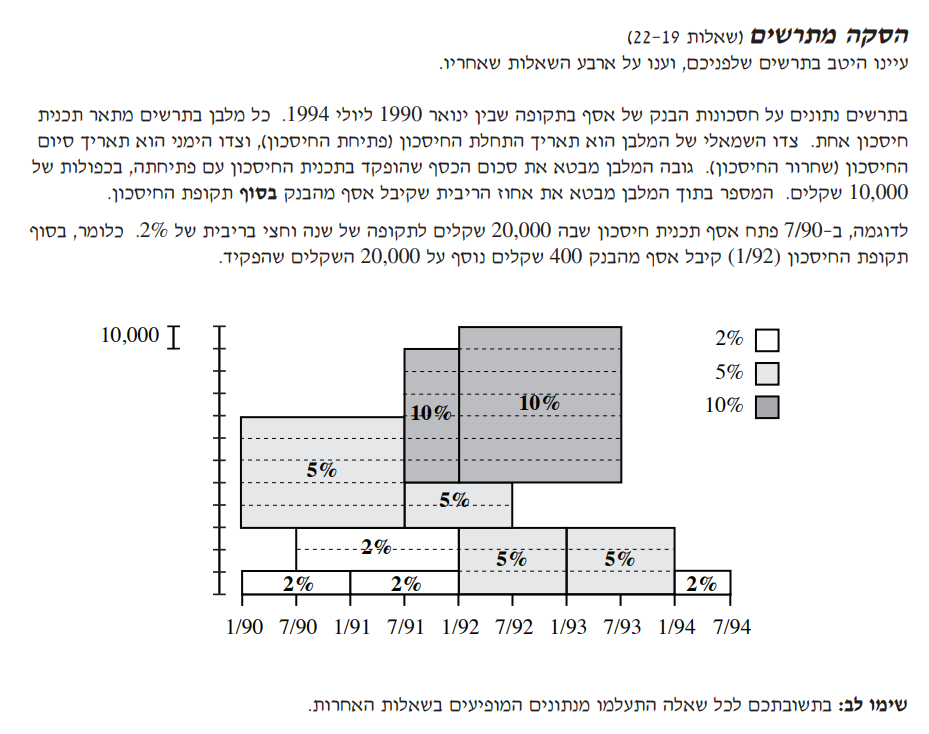 הסקה מתרשים (שאלות 22-19)
עיינו היטב בתרשים שלפניכם, וענו על ארבע השאלות שאחריו.
בתרשים נתונים על חסכונות הבנק של אסף בתקופה שבין ינואר 1990 ליולי 1994. כל מלבן בתרשים מתאר תכנית
חיסכון אחת. צדו השמאלי של המלבן הוא תאריך התחלת החיסכון (פתיחת החיסכון), וצדו הימני הוא תאריך סיום
החיסכון (שחרור החיסכון). גובה המלבן מבטא את סכום הכסף שהופקד בתכנית החיסכון עם פתיחתה, בכפולות של
10,000 שקלים. המספר בתוך המלבן מבטא את אחוז הריבית שקיבל אסף מהבנק בסוף תקופת החיסכון.
לדוגמה, ב-7/90 פתח אסף תכנית חיסכון שבה 20,000 שקלים לתקופה של שנה וחצי בריבית של 2%. כלומר, בסוף
תקופת החיסכון (1/92) קיבל אסף מהבנק 400 שקלים נוסף על 20,000 השקלים שהפקיד.
10,000
2%
5%
10%
10%
10%
5%
5%
2%
5%
5%
2%
2%
2%
1/90 7/90 1/91 7/91 1/92 7/92 1/93 7/93 1/94 7/94
שימו לב: בתשובתכם לכל שאלה התעלמו מנתונים המופיעים בשאלות האחרות.